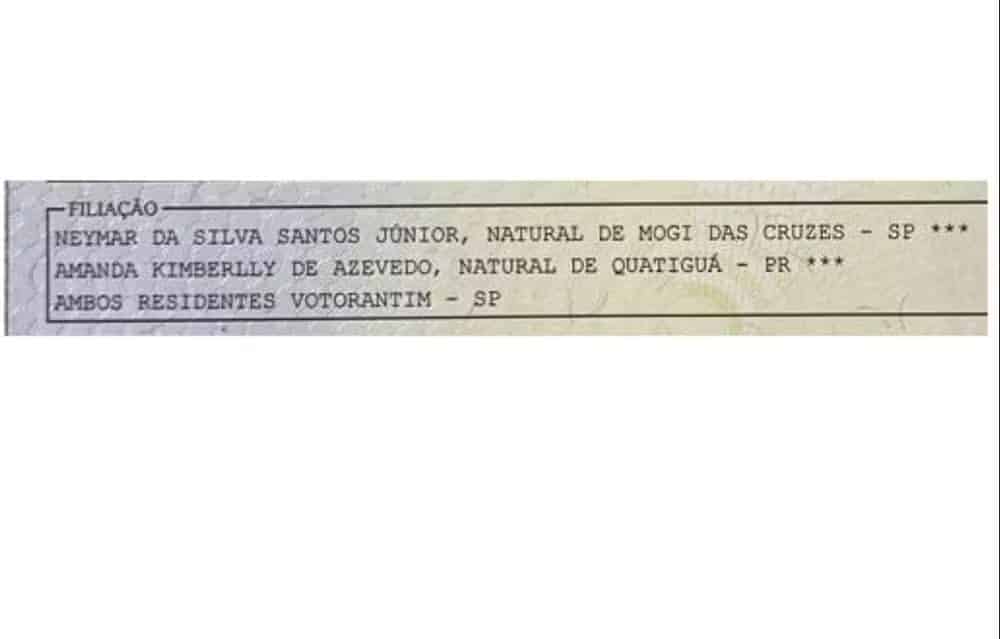 FILIAÇÃO
NEYMAR DA SILVA SANTOS JÚNIOR, NATURAL DE MOGI DAS CRUZES - SP ***
AMANDA KIMBERLLY DE AZEVEDO, NATURAL DE QUATIGUÁ - PR ***
AMBOS RESIDENTES VOTORANTIM - SP